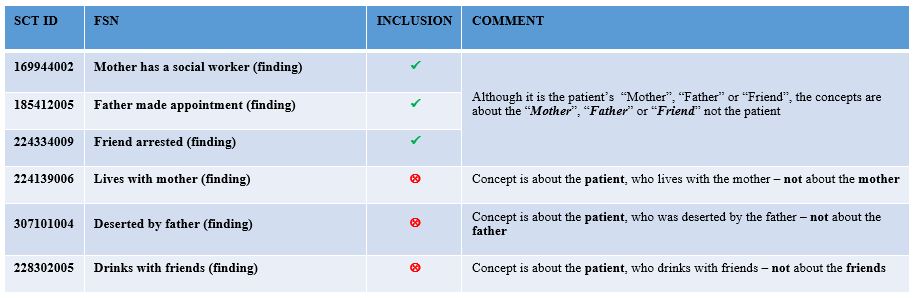 SCT ID FSN INCLUSION COMMENT
169944002 Mother has a social worker (finding) ✓
Although it is the patient's “Mother”, “Father” or “Friend”, the concepts are
about the “Mother”, “Father” or “Friend” not the patient
185412005 Father made appointment (finding) ✓
224334009 Friend arrested (finding) ✓
224139006 Lives with mother (finding) ⊗ Concept is about the patient, who lives with the mother – not about the mother
307101004 Deserted by father (finding) ⊗ Concept is about the patient, who was deserted by the father – not about the
father
228302005 Drinks with friends (finding) ⊗ Concept is about the patient, who drinks with friends – not about the friends